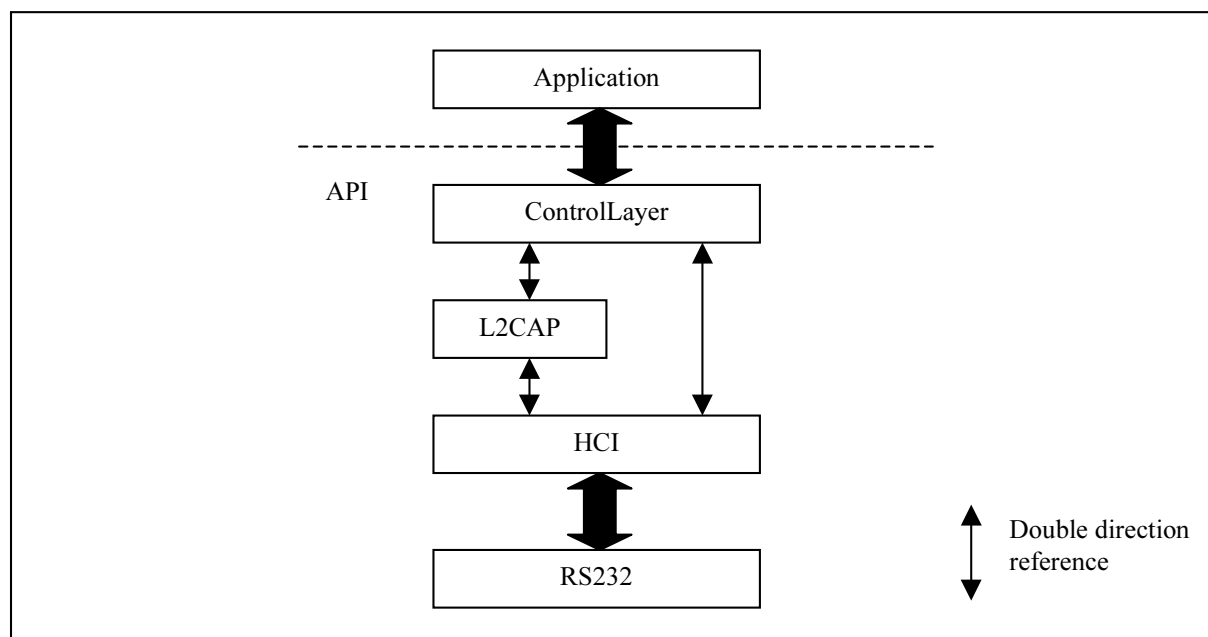 Application
API
ControlLayer
L2CAP
HCI
RS232
Double direction
reference